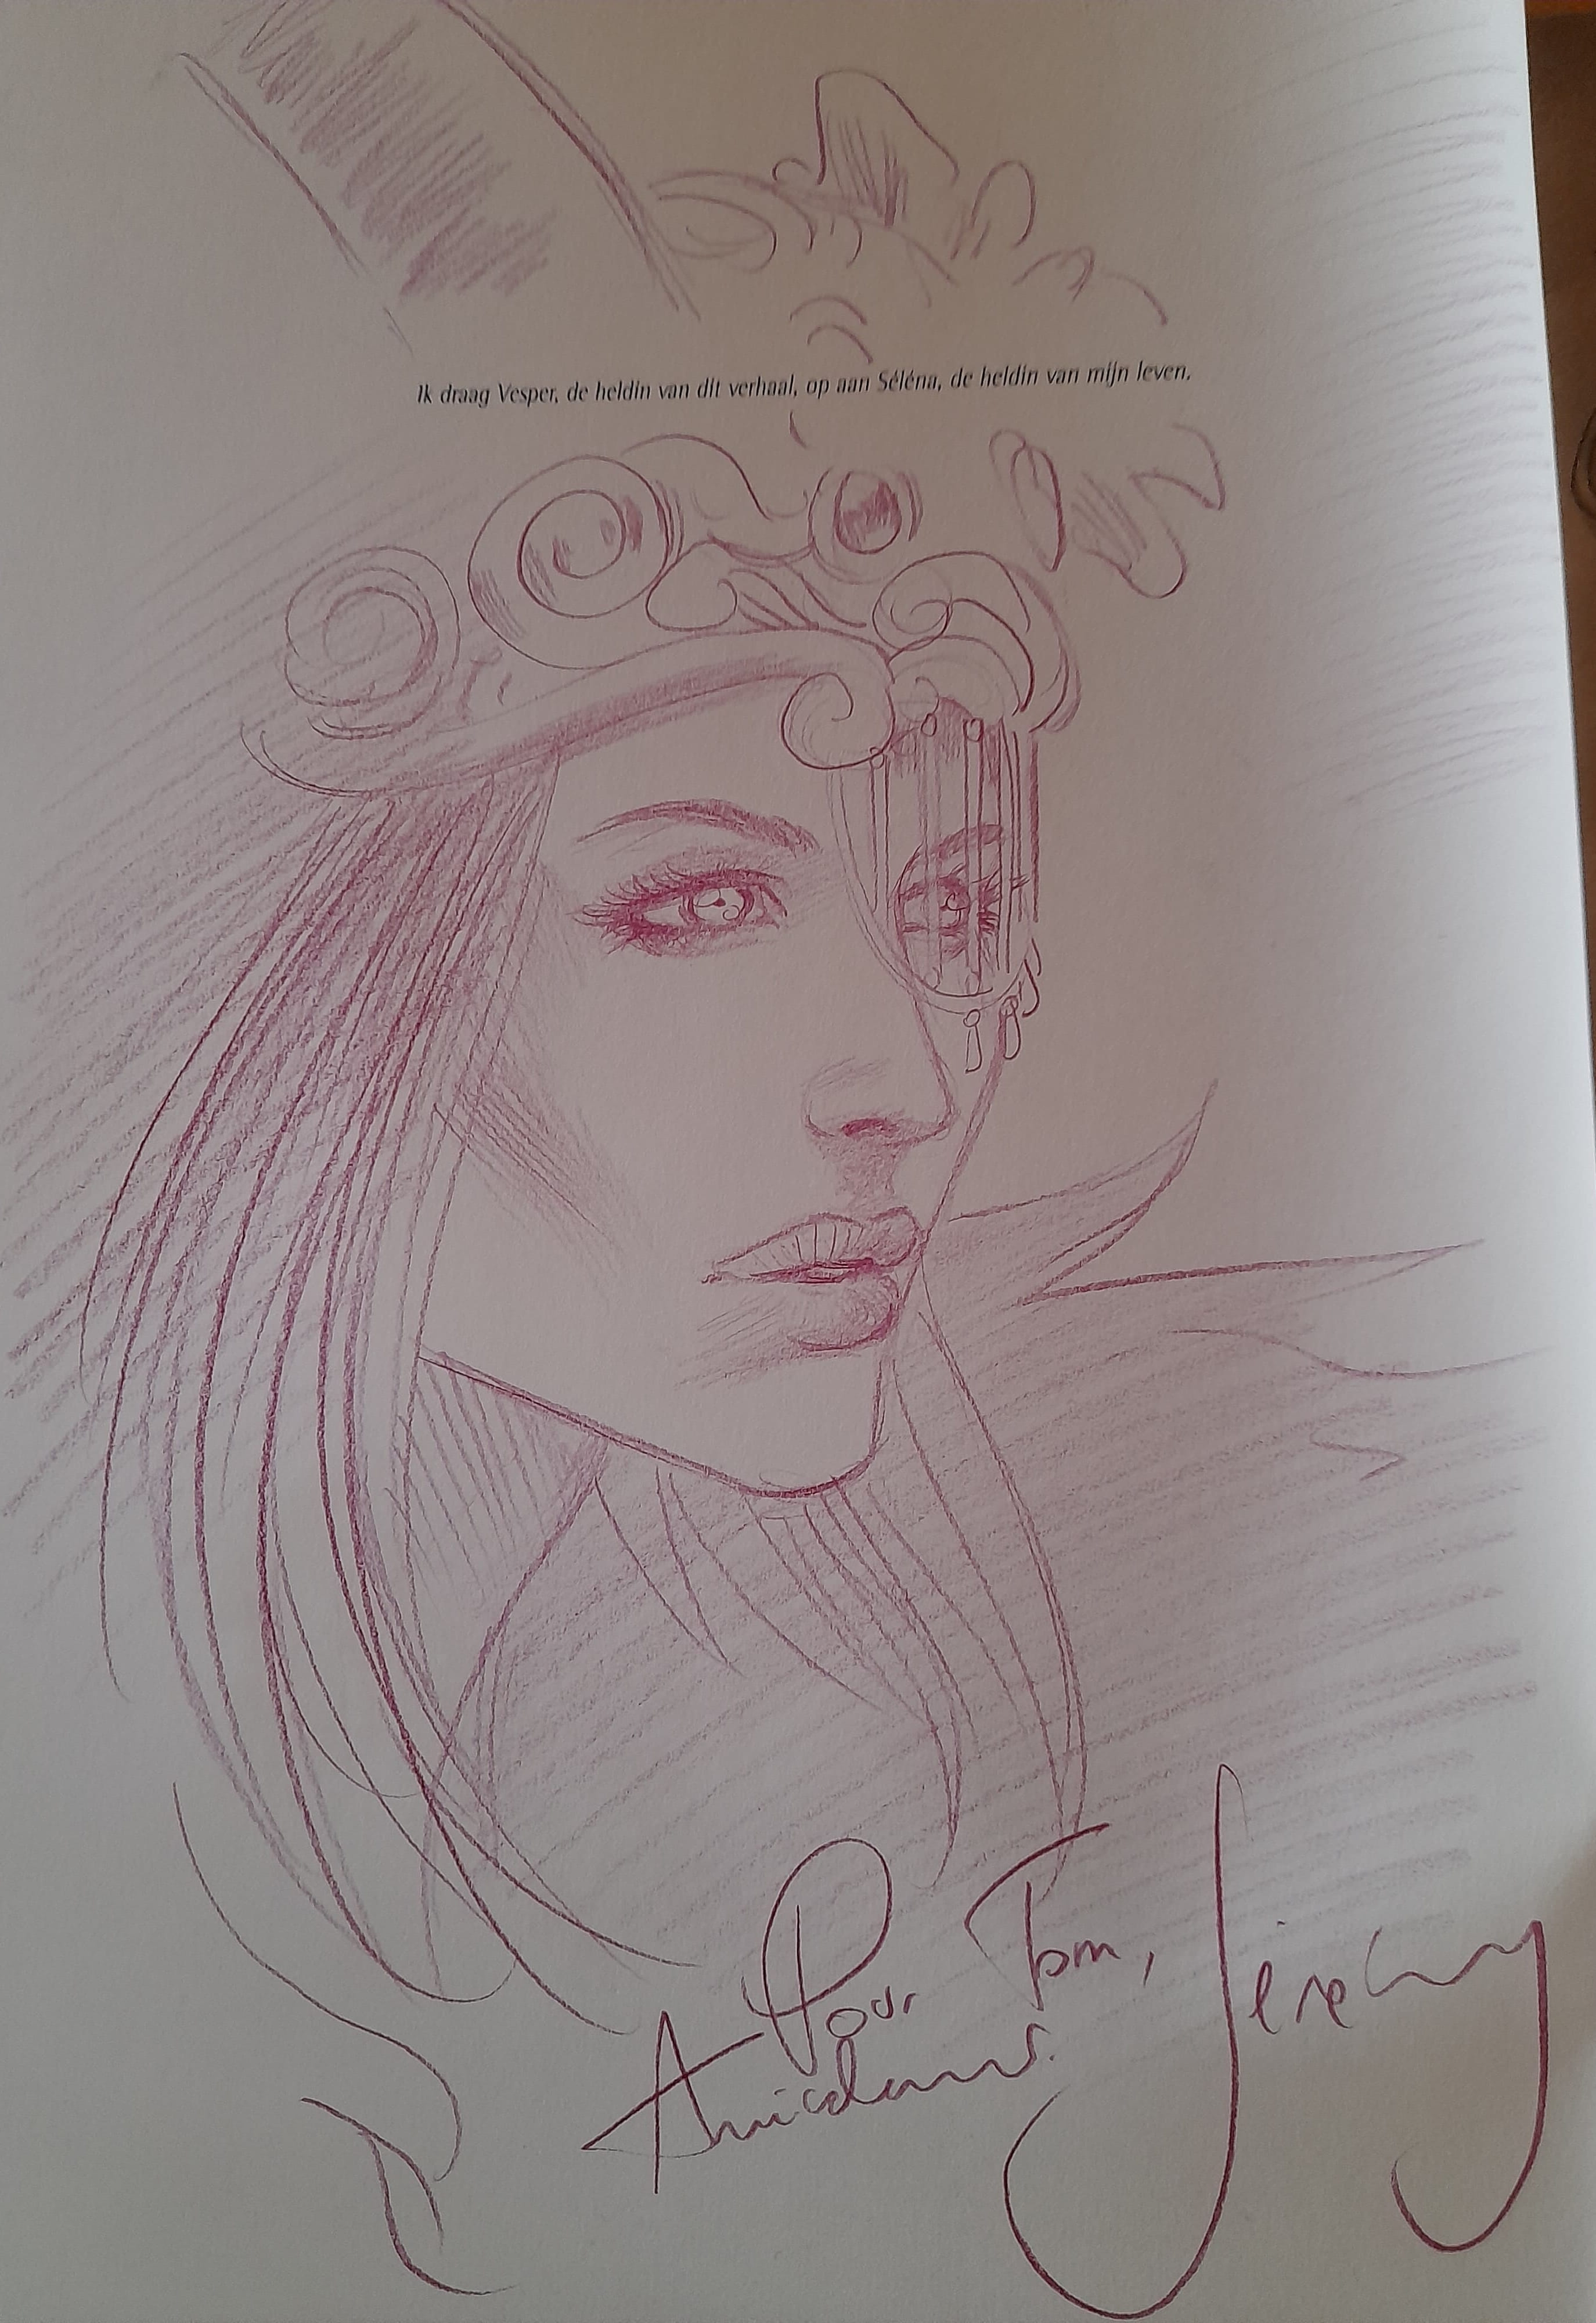 Ik draag Vesper, de heldin van dit verhaal, op aan Séléna, de heldin van mijn leven.
Pour Tom,
Amicalement.
Jérémy